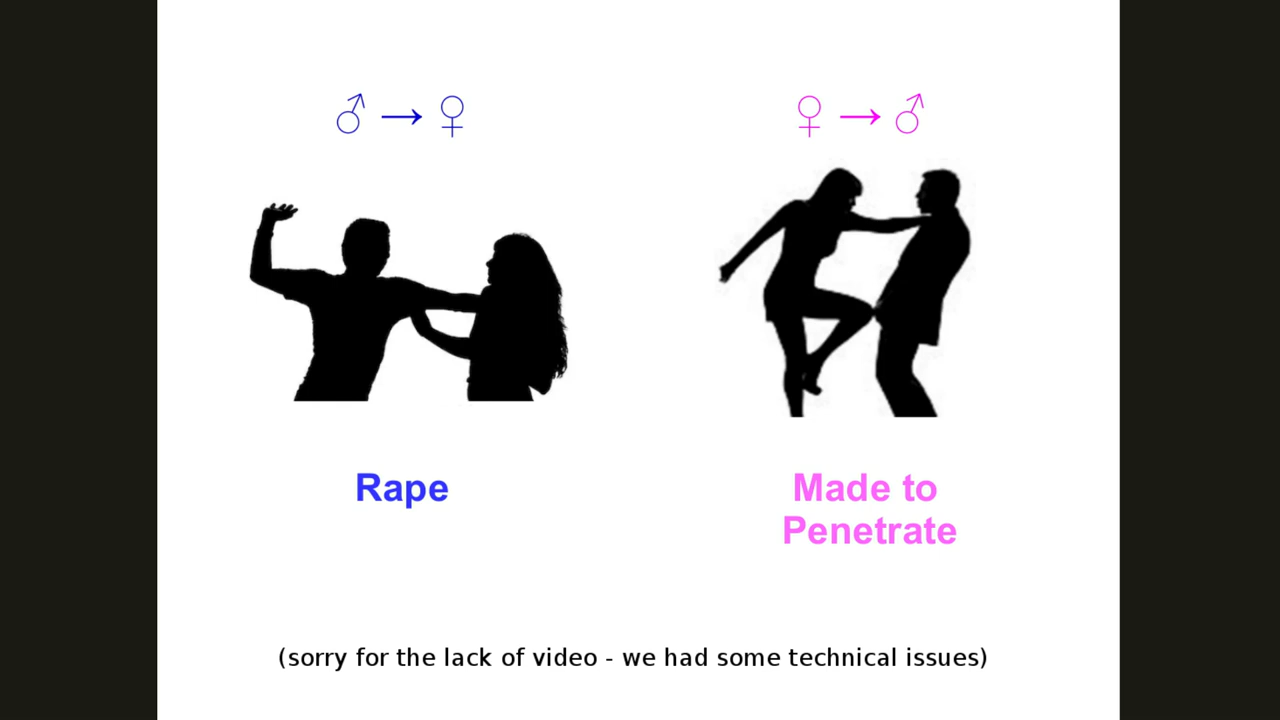 ♂ → ♀
♀ → ♂
Rape
Made to
Penetrate
(sorry for the lack of video - we had some technical issues)